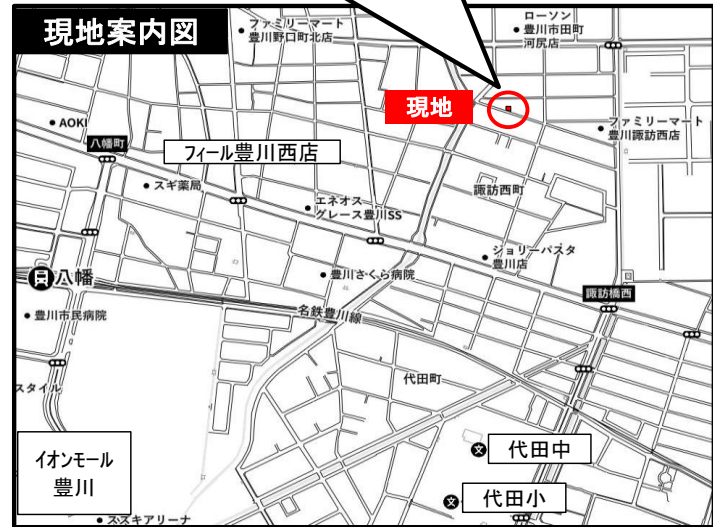 現地案内図
ファミリーマート
豊川野口町北店
ローソン
豊川市田町
河尻店
現地
AOKI
八幡町
フィール豊川西店
ファミリーマート
豊川諏訪西店
スギ薬局
エネオス
グレース豊川SS
諏訪西町
ジョリーパスタ
豊川店
八幡
豊川さくら病院
諏訪橋西
豊川市民病院
名鉄豊川線
スタイル
代田町
イオンモール
豊川
文
代田中
文
代田小
スズキアリーナ